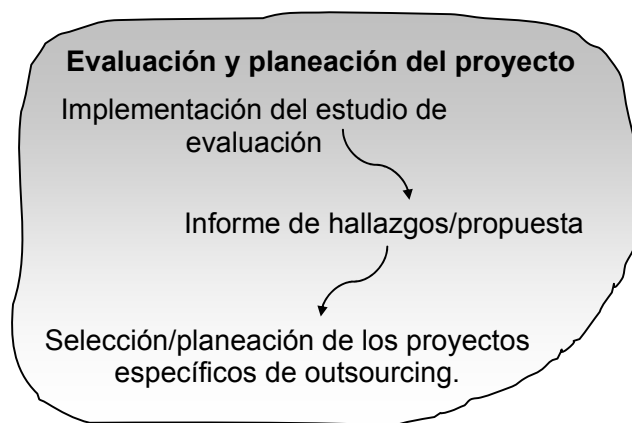 Evaluación y planeación del proyecto
Implementación del estudio de
evaluación
Informe de hallazgos/propuesta
Selección/planeación de los proyectos
específicos de outsourcing.